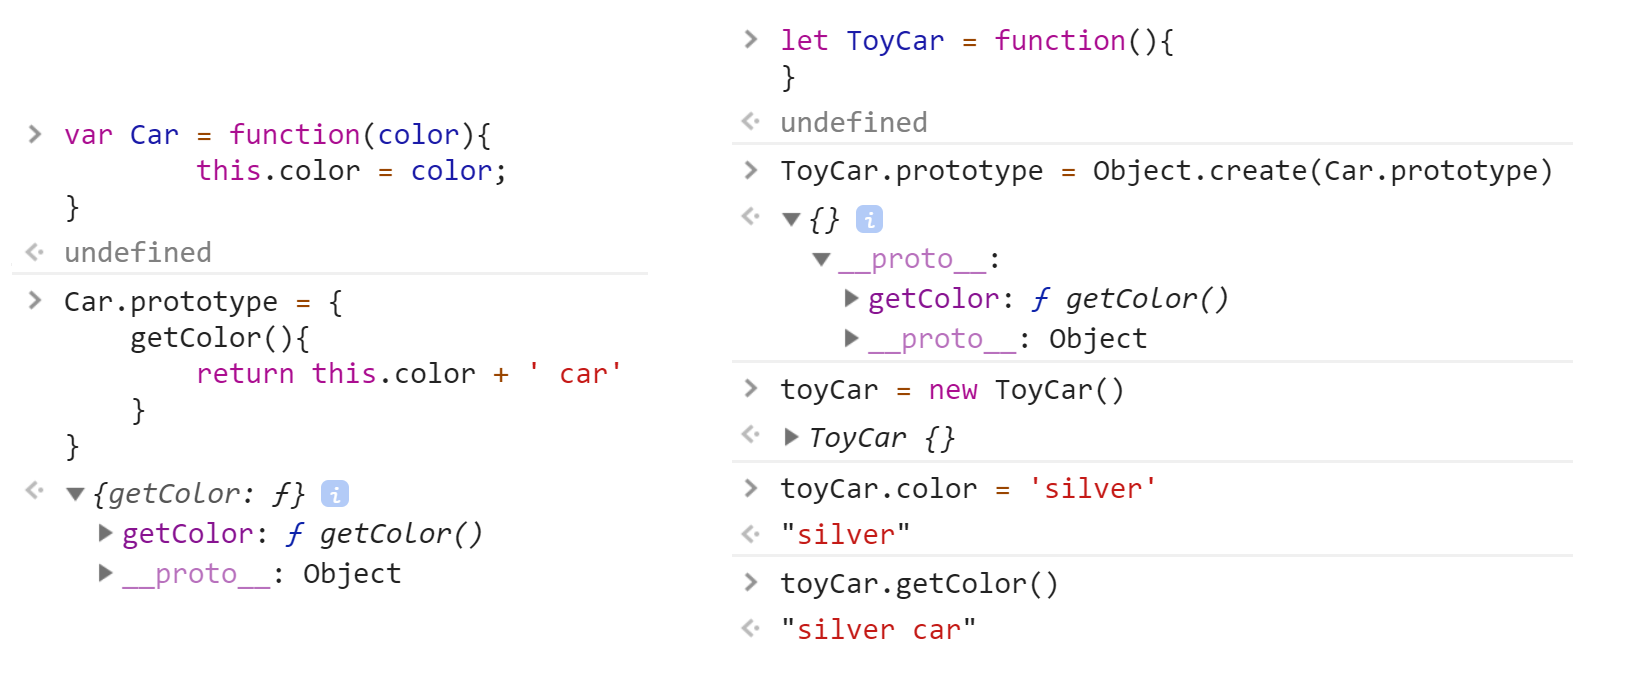 > var Car = function(color){
        this.color = color;
}
<· undefined
> Car.prototype = {
    getColor(){
        return this.color + ' car'
    }
}
<· ▼{getColor: ƒ} i
▶getColor: ƒ getColor()
▶__proto__: Object
> let ToyCar = function(){
}
<· undefined
> ToyCar.prototype = Object.create(Car.prototype)
<· ▼{} i
▼__proto__:
▶getColor: ƒ getColor()
▶__proto__: Object
> toyCar = new ToyCar()
<· ▶ToyCar {}
> toyCar.color = 'silver'
<· "silver"
> toyCar.getColor()
<· "silver car"